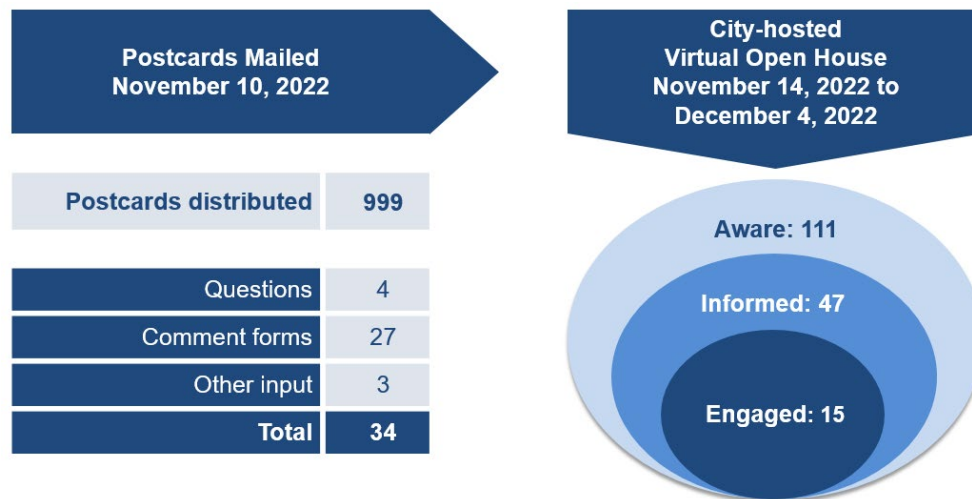 Postcards Mailed
November 10, 2022
City-hosted
Virtual Open House
November 14, 2022 to
December 4, 2022
Postcards distributed 999
Questions 4
Comment forms 27
Other input 3
Total 34
Aware: 111
Informed: 47
Engaged: 15